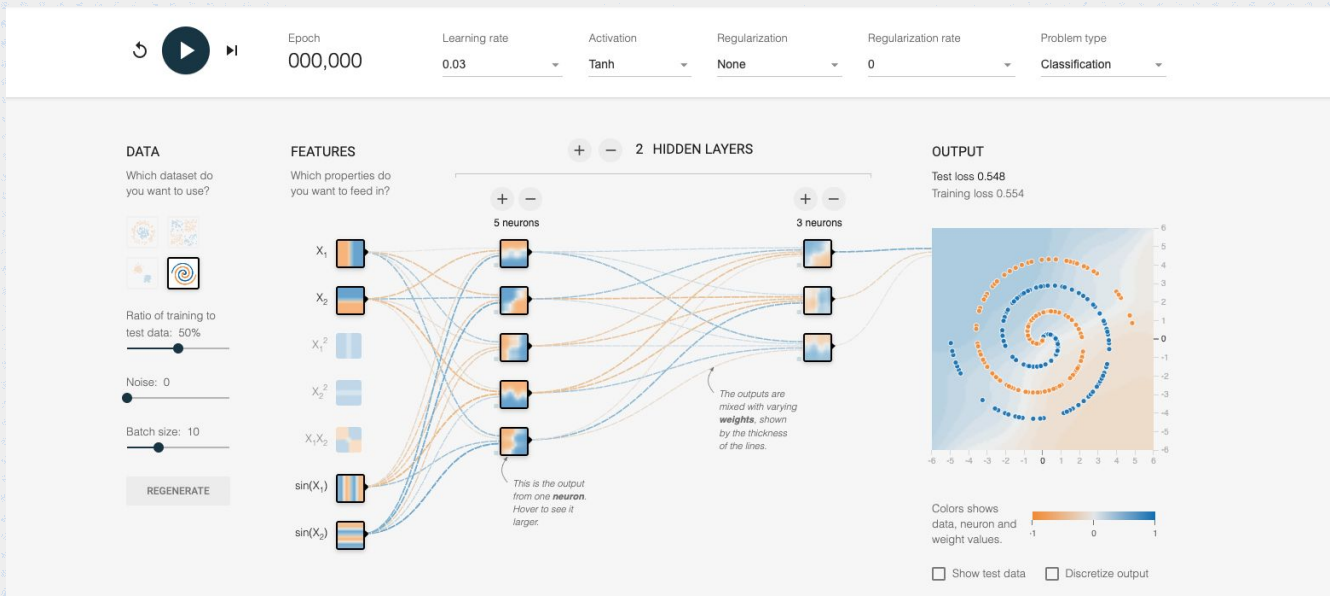 Epoch
000,000
Learning rate
0.03
Activation
Tanh
Regularization
None
Regularization rate
0
Problem type
Classification
DATA
Which dataset do
you want to use?
Ratio of training to
test data: 50%
Noise: 0
Batch size: 10
REGENERATE
FEATURES
Which properties do
you want to feed in?
X₁
X₂
X₁²
X₂²
X₁X₂
sin(X₁)
sin(X₂)
+ − 2 HIDDEN LAYERS
+ −
5 neurons
+ −
3 neurons
This is the output
from one neuron.
Hover to see it
larger.
The outputs are
mixed with varying
weights, shown
by the thickness
of the lines.
OUTPUT
Test loss 0.548
Training loss 0.554
6
5
4
3
2
1
0
-1
-2
-3
-4
-5
-6
-6 -5 -4 -3 -2 -1 0 1 2 3 4 5 6
Colors shows
data, neuron and
weight values.
-1 0 1
Show test data
Discretize output